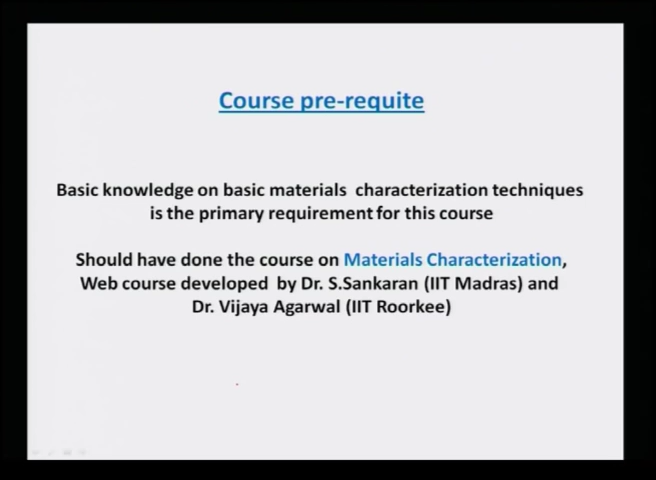 Course pre-requite
Basic knowledge on basic materials characterization techniques
is the primary requirement for this course
Should have done the course on Materials Characterization,
Web course developed by Dr. S.Sankaran (IIT Madras) and
Dr. Vijaya Agarwal (IIT Roorkee)